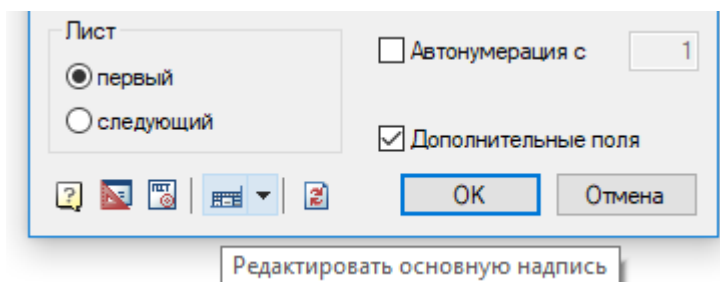 Лист
первый
следующий
Автонумерация с 1
Дополнительные поля
ОК
Отмена
Редактировать основную надпись